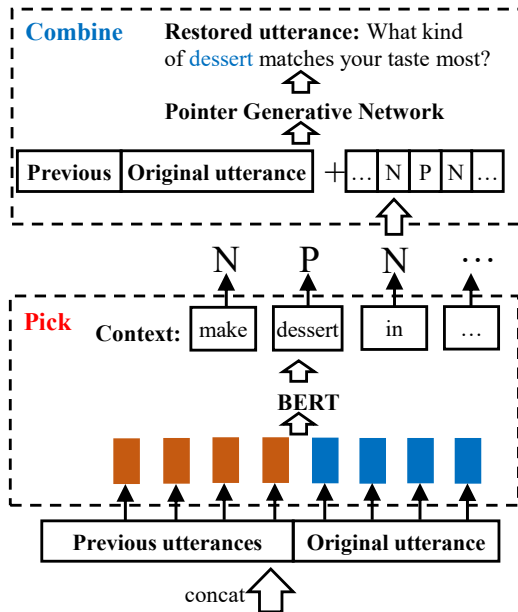 Combine
Restored utterance: What kind
of dessert matches your taste most?
Pointer Generative Network
Previous Original utterance + … N P N …
N P N …
Pick
Context: make dessert in …
BERT
Previous utterances Original utterance
concat